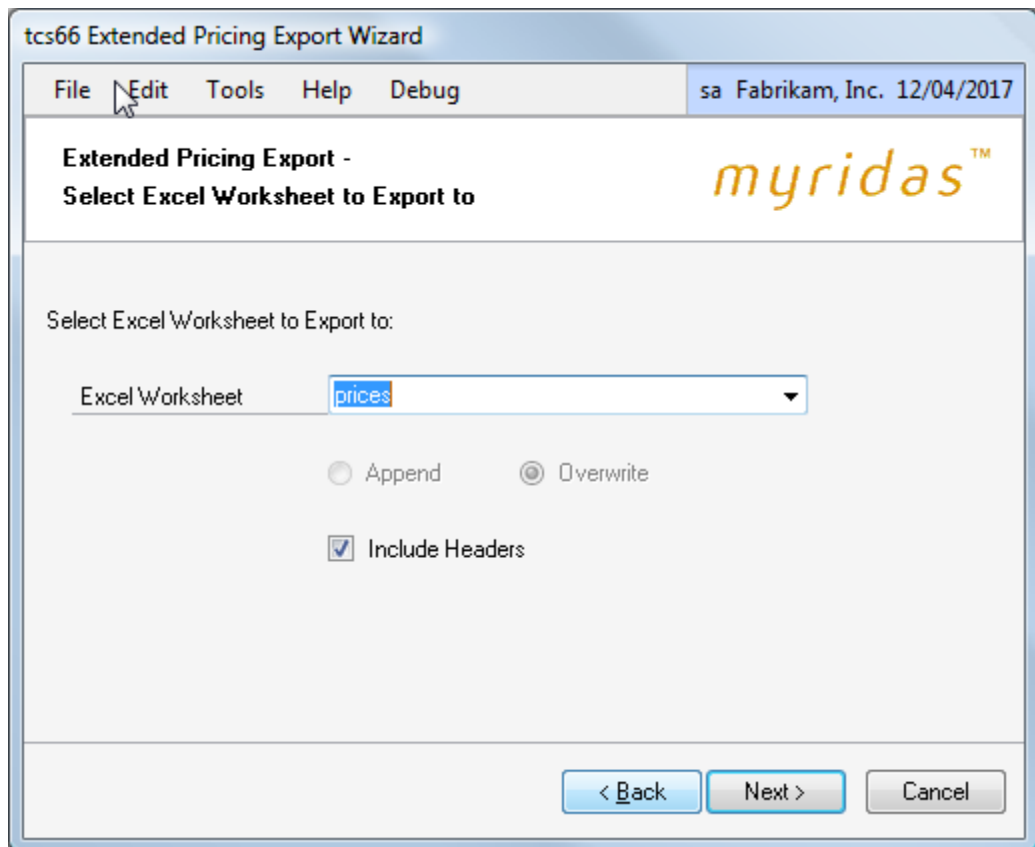 tcs66 Extended Pricing Export Wizard
File Edit Tools Help Debug sa Fabrikam, Inc. 12/04/2017
Extended Pricing Export -
Select Excel Worksheet to Export to
myridas™
Select Excel Worksheet to Export to:
Excel Worksheet prices
Append Overwrite
Include Headers
< Back Next > Cancel